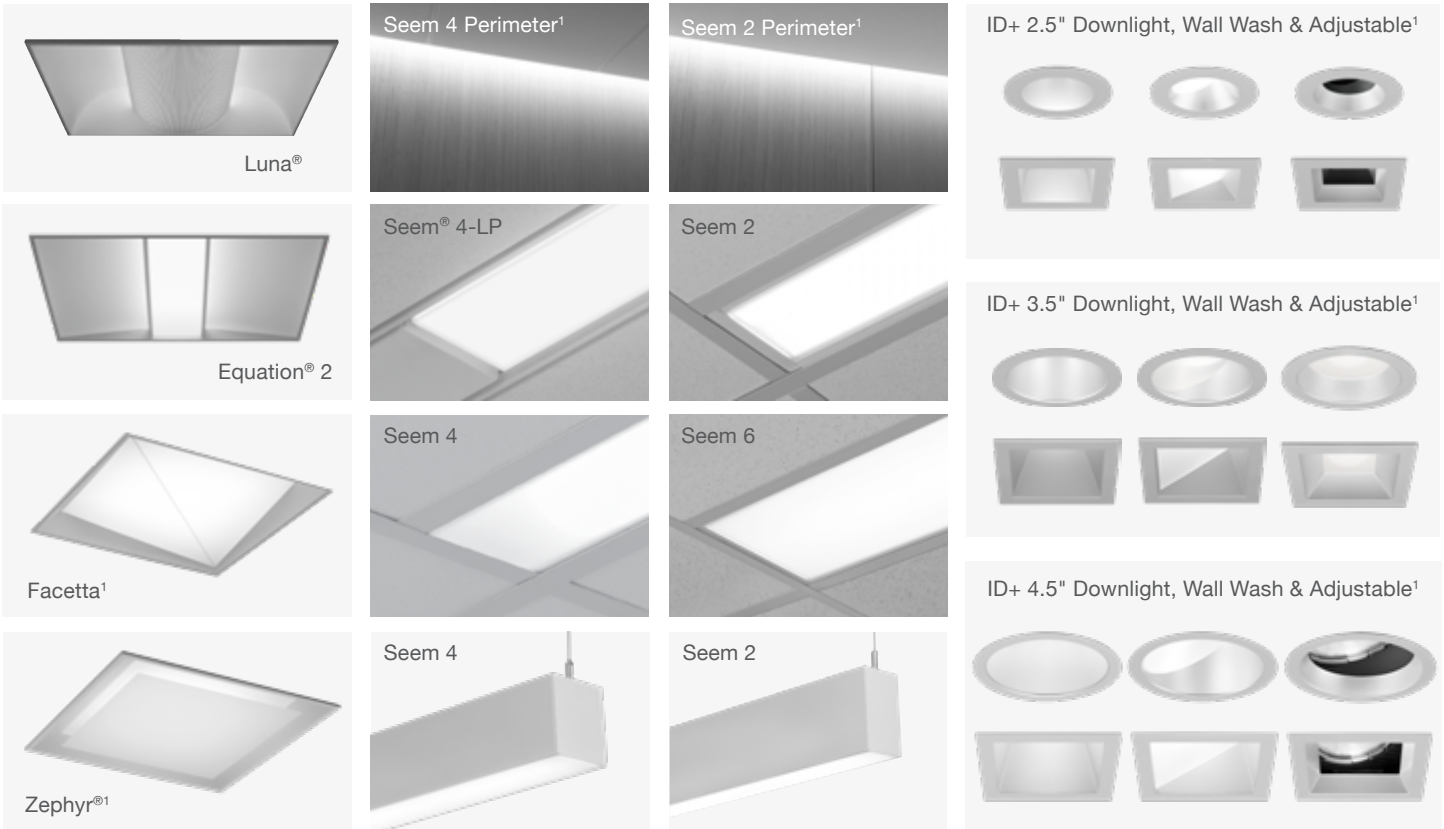 Seem 4 Perimeter¹
Seem 2 Perimeter¹
ID+ 2.5" Downlight, Wall Wash & Adjustable¹
Luna®
Seem® 4-LP
Seem 2
ID+ 3.5" Downlight, Wall Wash & Adjustable¹
Equation® 2
Seem 4
Seem 6
Facetta¹
ID+ 4.5" Downlight, Wall Wash & Adjustable¹
Seem 4
Seem 2
Zephyr®¹